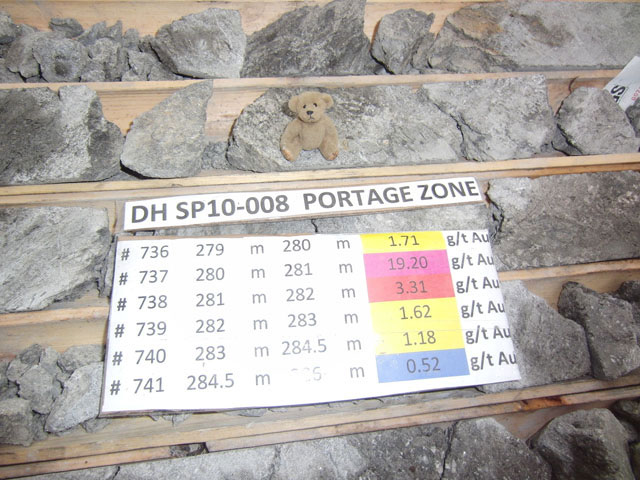 DH SP10-008 PORTAGE ZONE
# 736 279 m 280 m 1.71 g/t Au
# 737 280 m 281 m 19.20 g/t Au
# 738 281 m 282 m 3.31 g/t Au
# 739 282 m 283 m 1.62 g/t Au
# 740 283 m 284.5 m 1.18 g/t Au
# 741 284.5 m m 0.52 g/t Au